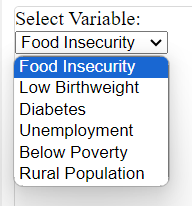 Select Variable:
Food Insecurity
Food Insecurity
Low Birthweight
Diabetes
Unemployment
Below Poverty
Rural Population